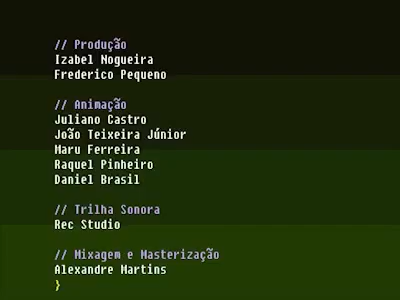 // Produção
Izabel Nogueira
Frederico Pequeno
// Animação
Juliano Castro
João Teixeira Júnior
Maru Ferreira
Raquel Pinheiro
Daniel Brasil
// Trilha Sonora
Rec Studio
// Mixagem e Masterização
Alexandre Martins
}